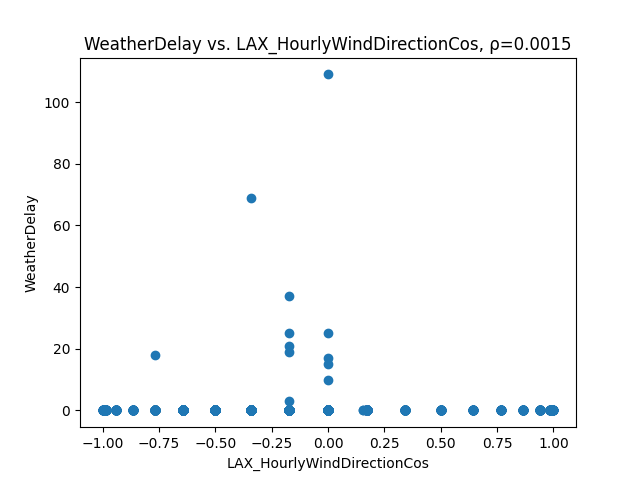 WeatherDelay vs. LAX_HourlyWindDirectionCos, ρ=0.0015
100
80
60
40
20
0
WeatherDelay
−1.00 −0.75 −0.50 −0.25 0.00 0.25 0.50 0.75 1.00
LAX_HourlyWindDirectionCos